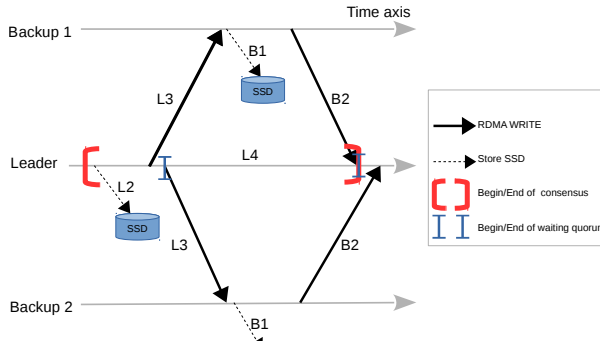 Time axis
Backup 1
B1
SSD
L3
B2
RDMA WRITE
L4
Leader
Store SSD
L2
Begin/End of consensus
SSD
Begin/End of waiting quorum
L3
B2
Backup 2
B1